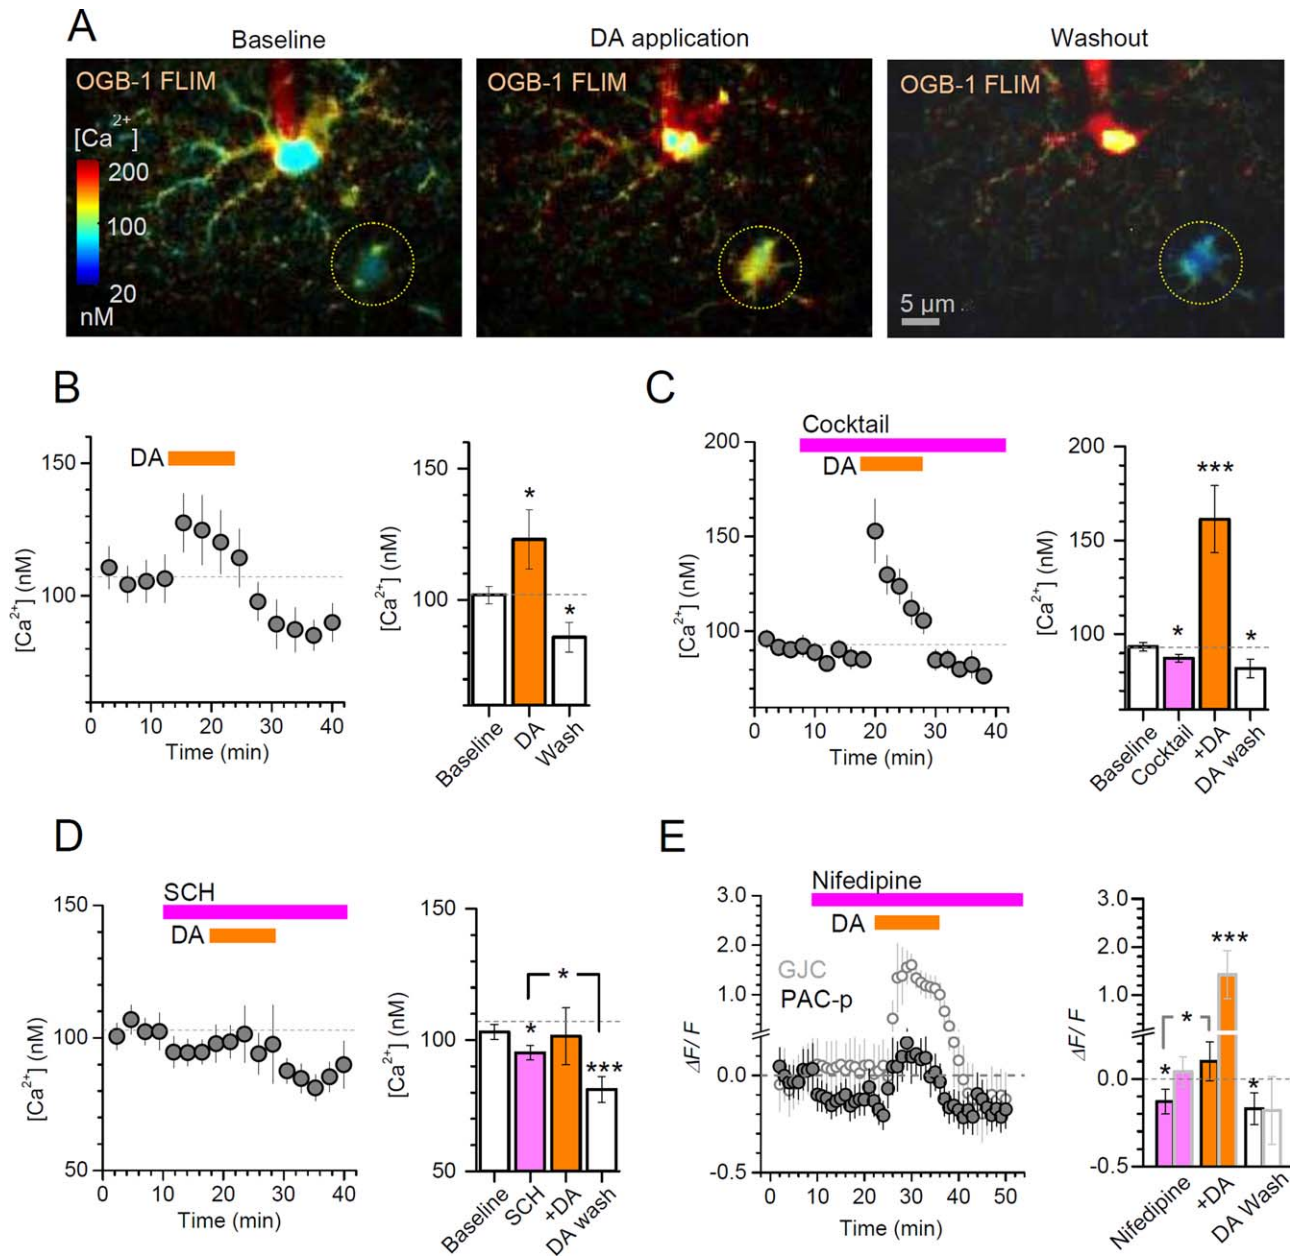 A
Baseline
DA application
Washout
OGB-1 FLIM
OGB-1 FLIM
OGB-1 FLIM
[Ca²⁺]
200
100
20
nM
5 µm
B
DA
150
100
[Ca²⁺] (nM)
0 10 20 30 40
Time (min)
150
100
[Ca²⁺] (nM)
*
*
Baseline
DA
Wash
C
Cocktail
DA
200
150
100
[Ca²⁺] (nM)
0 10 20 30 40
Time (min)
200
150
100
[Ca²⁺] (nM)
*
***
*
Baseline
Cocktail
+DA
DA wash
D
SCH
DA
150
100
50
[Ca²⁺] (nM)
0 10 20 30 40
Time (min)
150
100
50
[Ca²⁺] (nM)
*
*
***
Baseline
SCH
+DA
DA wash
E
Nifedipine
DA
GJC
PAC-p
3.0
2.0
1.0
0.0
-0.5
ΔF/ F
0 10 20 30 40 50
Time (min)
3.0
2.0
1.0
0.0
-0.5
ΔF/ F
*
*
***
*
Nifedipine
+DA
DA Wash